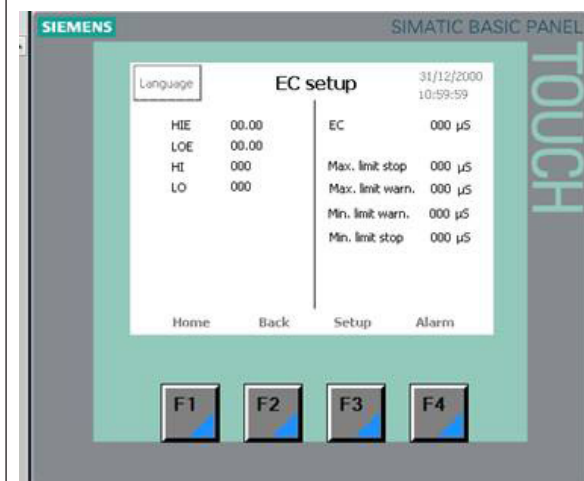 SIEMENS
SIMATIC BASIC PANEL
TOUCH
Language
EC setup
31/12/2000
10:59:59
HIE 00.00
LOE 00.00
HI 000
LO 000
EC 000 µS
Max. limit stop 000 µS
Max. limit warn. 000 µS
Min. limit warn. 000 µS
Min. limit stop 000 µS
Home Back Setup Alarm
F1 F2 F3 F4